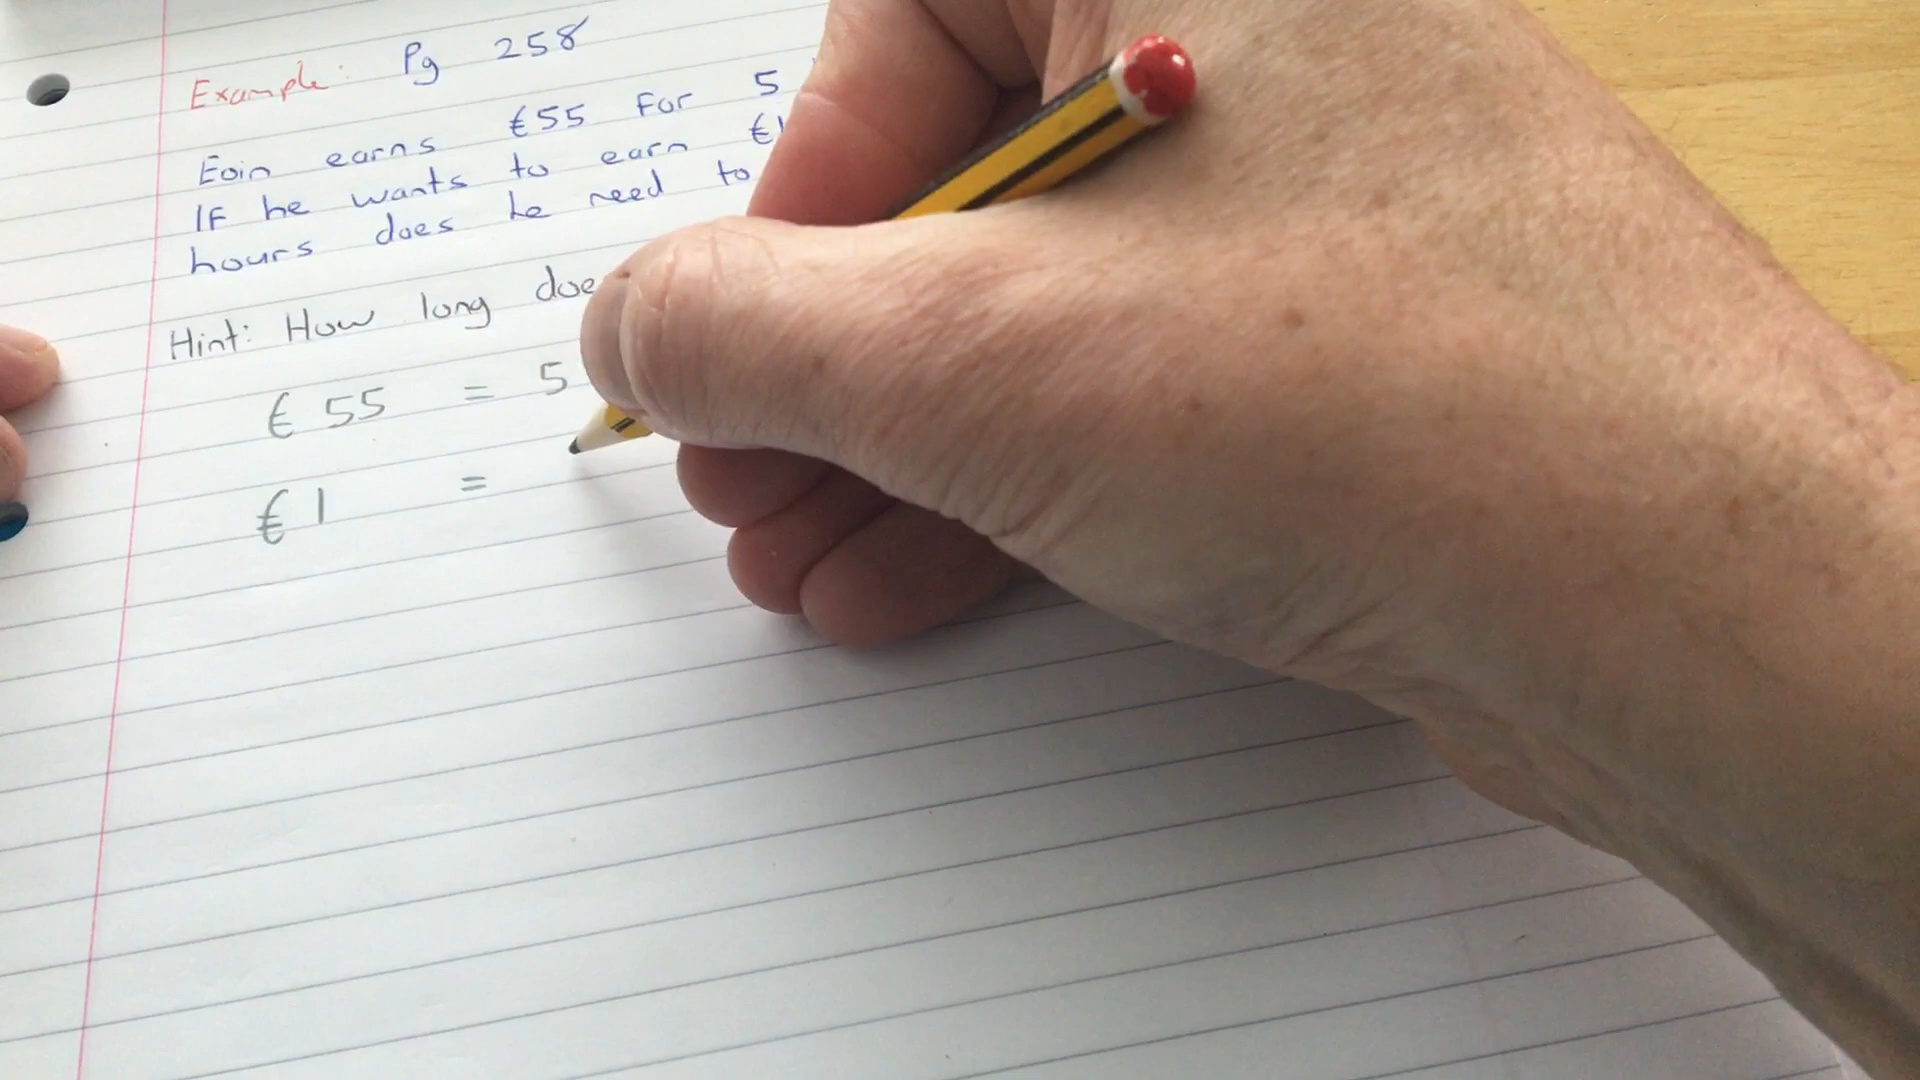 Example: Pg 258
Eoin earns €55 For 5
IF he wants to earn €1
hours does he need to
Hint: How long doe
€ 55 = 5
€ 1 =